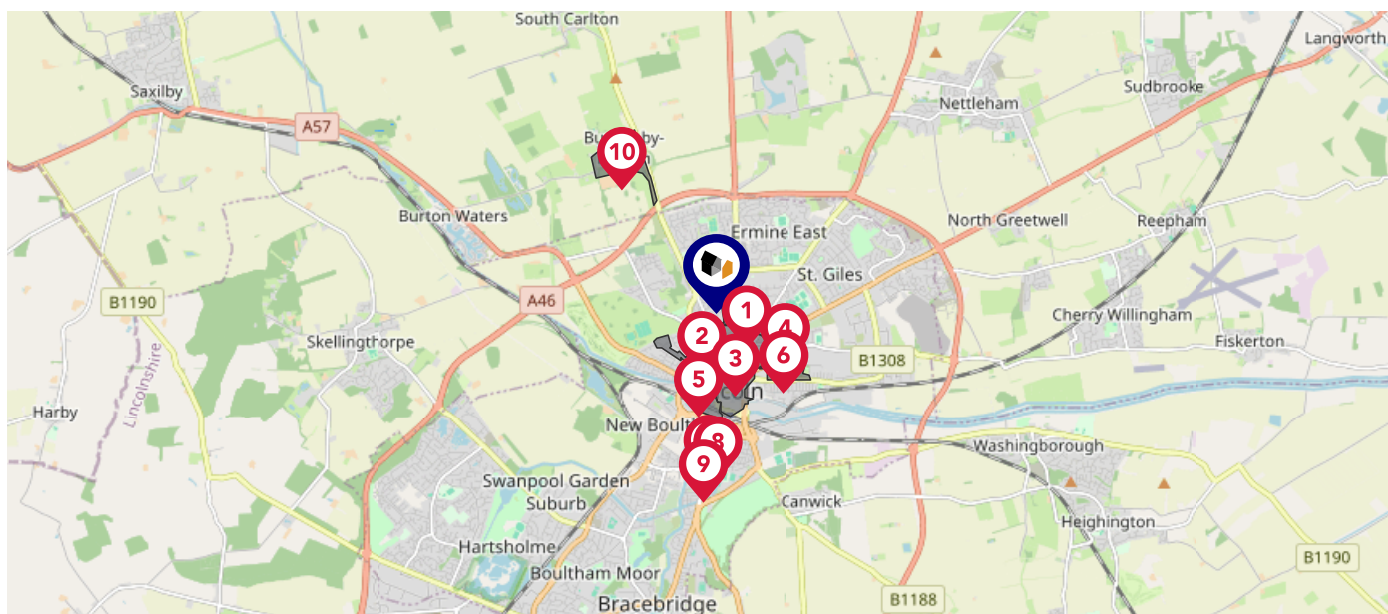 South Carlton
Langworth
Saxilby
Sudbrooke
Nettleham
A57
10
Burton Waters
North Greetwell
Reepham
Ermine East
St. Giles
A46
B1190
1
Cherry Willingham
4
2
Skellingthorpe
Fiskerton
3
6
B1308
5
Lincolnshire
Harby
New
Washingborough
8
9
Swanpool Garden
Suburb
Canwick
Heighington
Hartsholme
B1190
Boultham Moor
B1188
Bracebridge